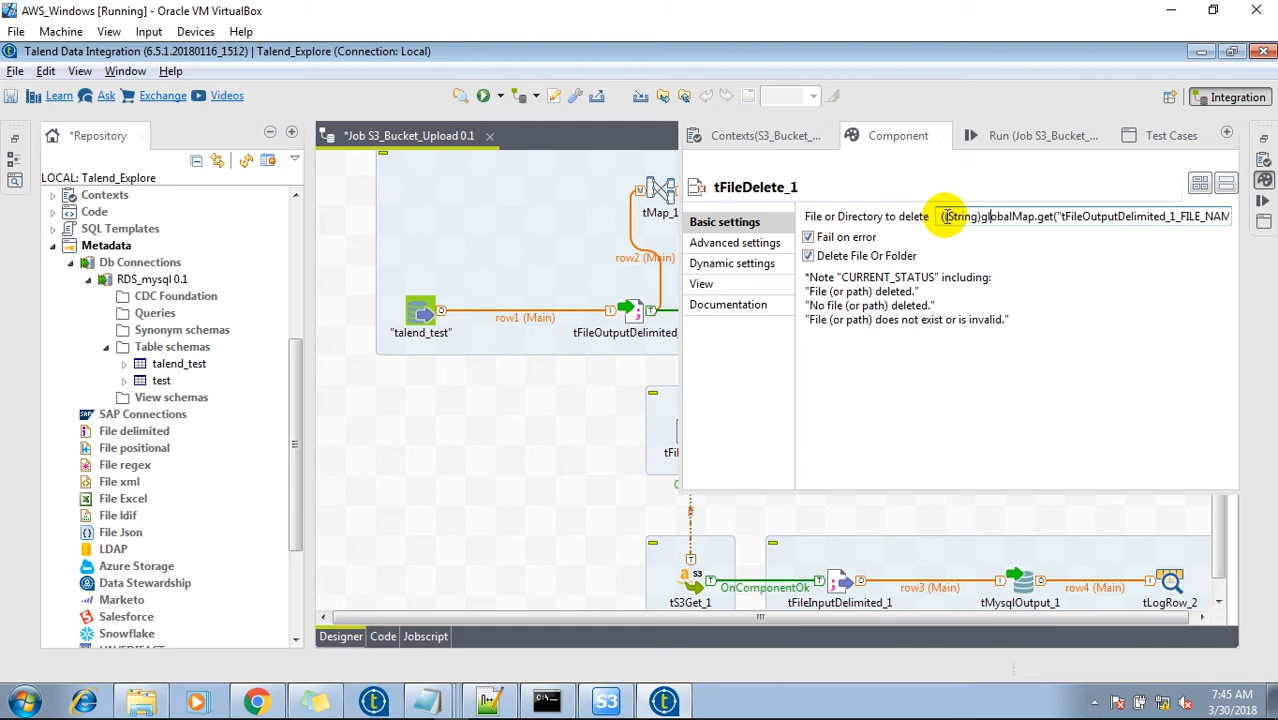 AWS_Windows [Running] - Oracle VM VirtualBox
File Machine View Input Devices Help
Talend Data Integration (6.5.1.20180116_1512) | Talend_Explore (Connection: Local)
File Edit View Window Help
Learn Ask Exchange Videos
Integration
*Repository
*Job S3_Bucket_Upload 0.1
Contexts(S3_Bucket_...
Component
Run (Job S3_Bucket_...
Test Cases
LOCAL: Talend_Explore
Contexts
Code
SQL Templates
Metadata
Db Connections
RDS_mysql 0.1
CDC Foundation
Queries
Synonym schemas
Table schemas
talend_test
test
View schemas
SAP Connections
File delimited
File positional
File regex
File xml
File Excel
File ldif
File Json
LDAP
Azure Storage
Data Stewardship
Marketo
Salesforce
Snowflake
M
tMap_1
row2 (Main)
O
row1 (Main)
I
T
"talend_test"
tFileOutputDelimited_
tFi
O
tFileDelete_1
Basic settings
Advanced settings
Dynamic settings
View
Documentation
File or Directory to delete ((String)globalMap.get("tFileOutputDelimited_1_FILE_NAM
Fail on error
Delete File Or Folder
*Note "CURRENT_STATUS" including:
"File (or path) deleted."
"No file (or path) deleted."
"File (or path) does not exist or is invalid."
T
S3
T
OnComponentOk
T
O
row3 (Main)
I
O
row4 (Main)
I
tS3Get_1
tFileInputDelimited_1
tMysqlOutput_1
tLogRow_2
Designer Code Jobscript
S3
7:45 AM
3/30/2018